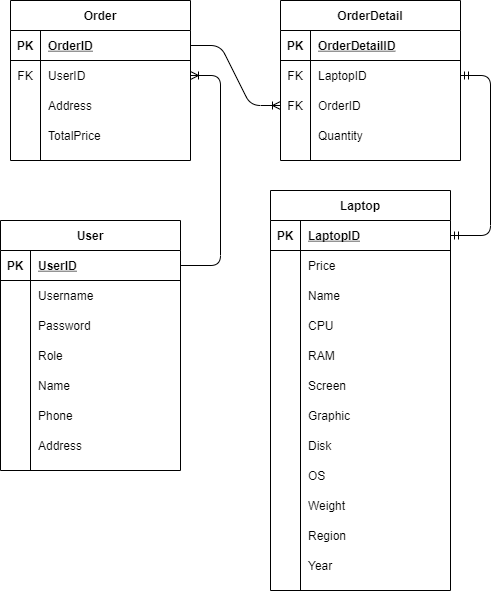 Order
PK OrderID
FK UserID
Address
TotalPrice
OrderDetail
PK OrderDetailID
FK LaptopID
FK OrderID
Quantity
User
PK UserID
Username
Password
Role
Name
Phone
Address
Laptop
PK LaptopID
Price
Name
CPU
RAM
Screen
Graphic
Disk
OS
Weight
Region
Year